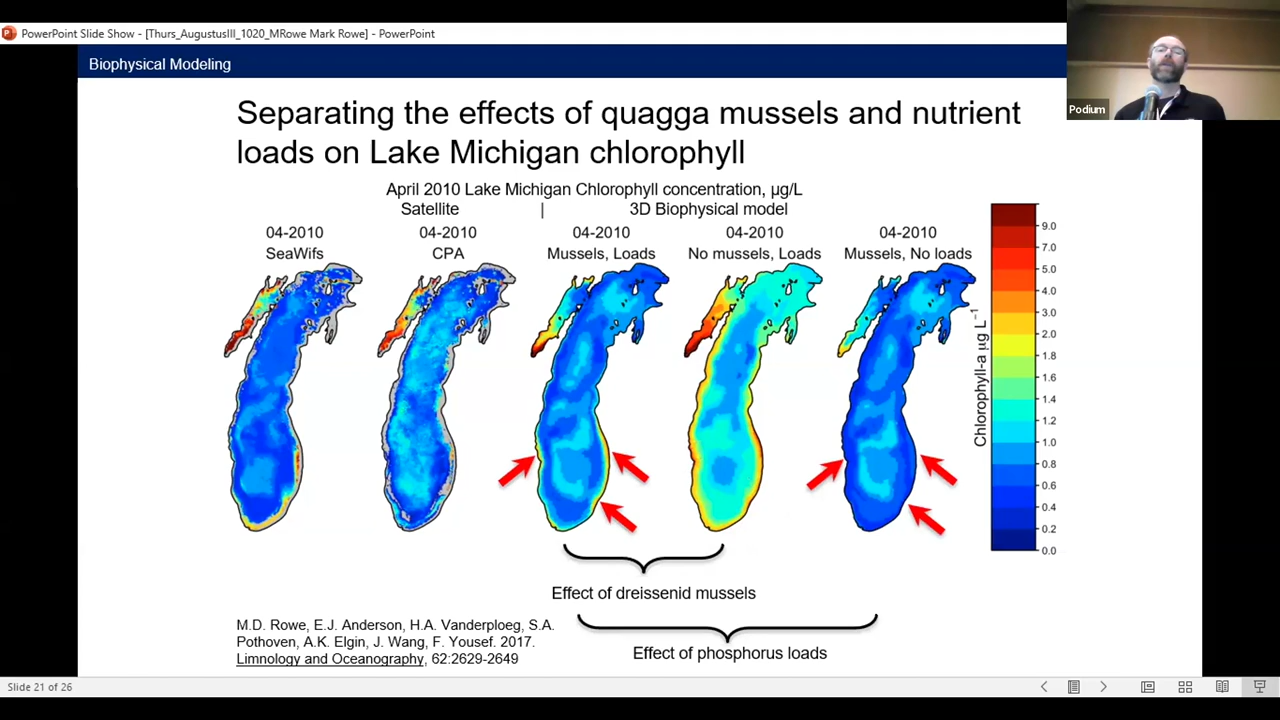 PowerPoint Slide Show - [Thurs_AugustusIII_1020_MRowe Mark Rowe] - PowerPoint
Podium
Biophysical Modeling
Separating the effects of quagga mussels and nutrient
loads on Lake Michigan chlorophyll
April 2010 Lake Michigan Chlorophyll concentration, µg/L
Satellite | 3D Biophysical model
04-2010 04-2010 04-2010 04-2010 04-2010
SeaWifs CPA Mussels, Loads No mussels, Loads Mussels, No loads
9.0
7.0
5.0
4.0
3.0
2.0
1.8
1.6
1.4
1.2
1.0
0.8
0.6
0.4
0.2
0.0
Chlorophyll-a µg L⁻¹
Effect of dreissenid mussels
Effect of phosphorus loads
M.D. Rowe, E.J. Anderson, H.A. Vanderploeg, S.A.
Pothoven, A.K. Elgin, J. Wang, F. Yousef. 2017.
Limnology and Oceanography, 62:2629-2649
Slide 21 of 26